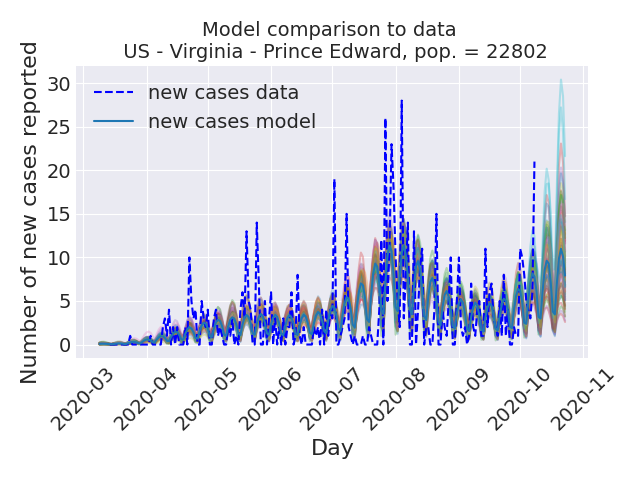 Model comparison to data
US - Virginia - Prince Edward, pop. = 22802
Number of new cases reported
30
25
20
15
10
5
0
new cases data
new cases model
2020-03
2020-04
2020-05
2020-06
2020-07
2020-08
2020-09
2020-10
2020-11
Day